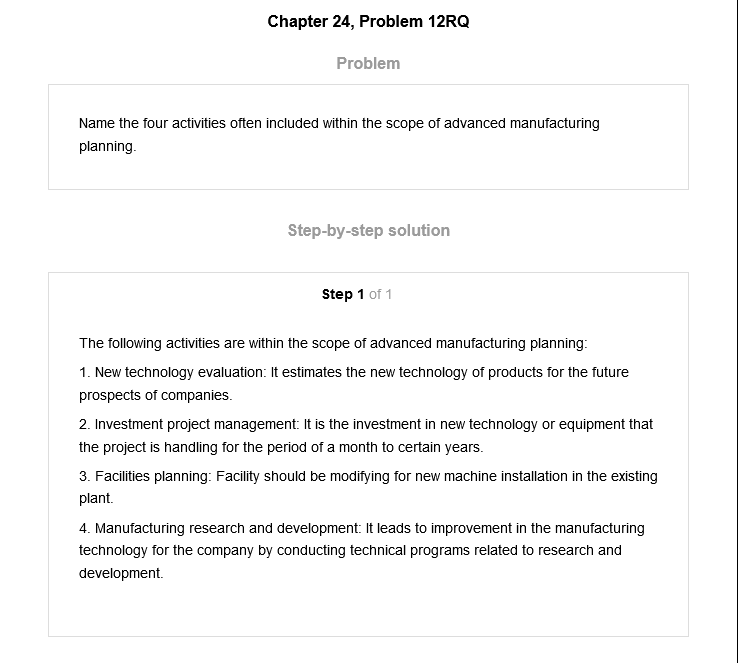 Chapter 24, Problem 12RQ
Problem
Name the four activities often included within the scope of advanced manufacturing
planning.
Step-by-step solution
Step 1 of 1
The following activities are within the scope of advanced manufacturing planning:
1. New technology evaluation: It estimates the new technology of products for the future
prospects of companies.
2. Investment project management: It is the investment in new technology or equipment that
the project is handling for the period of a month to certain years.
3. Facilities planning: Facility should be modifying for new machine installation in the existing
plant.
4. Manufacturing research and development: It leads to improvement in the manufacturing
technology for the company by conducting technical programs related to research and
development.